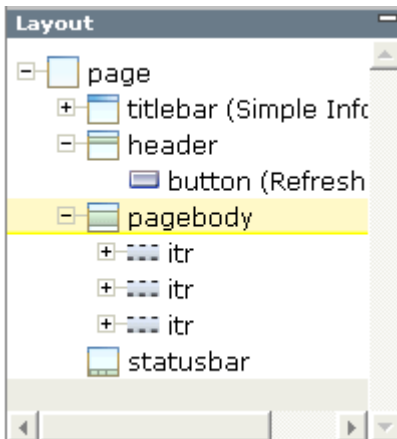 Layout
page
titlebar (Simple Info
header
button (Refresh
pagebody
itr
itr
itr
statusbar